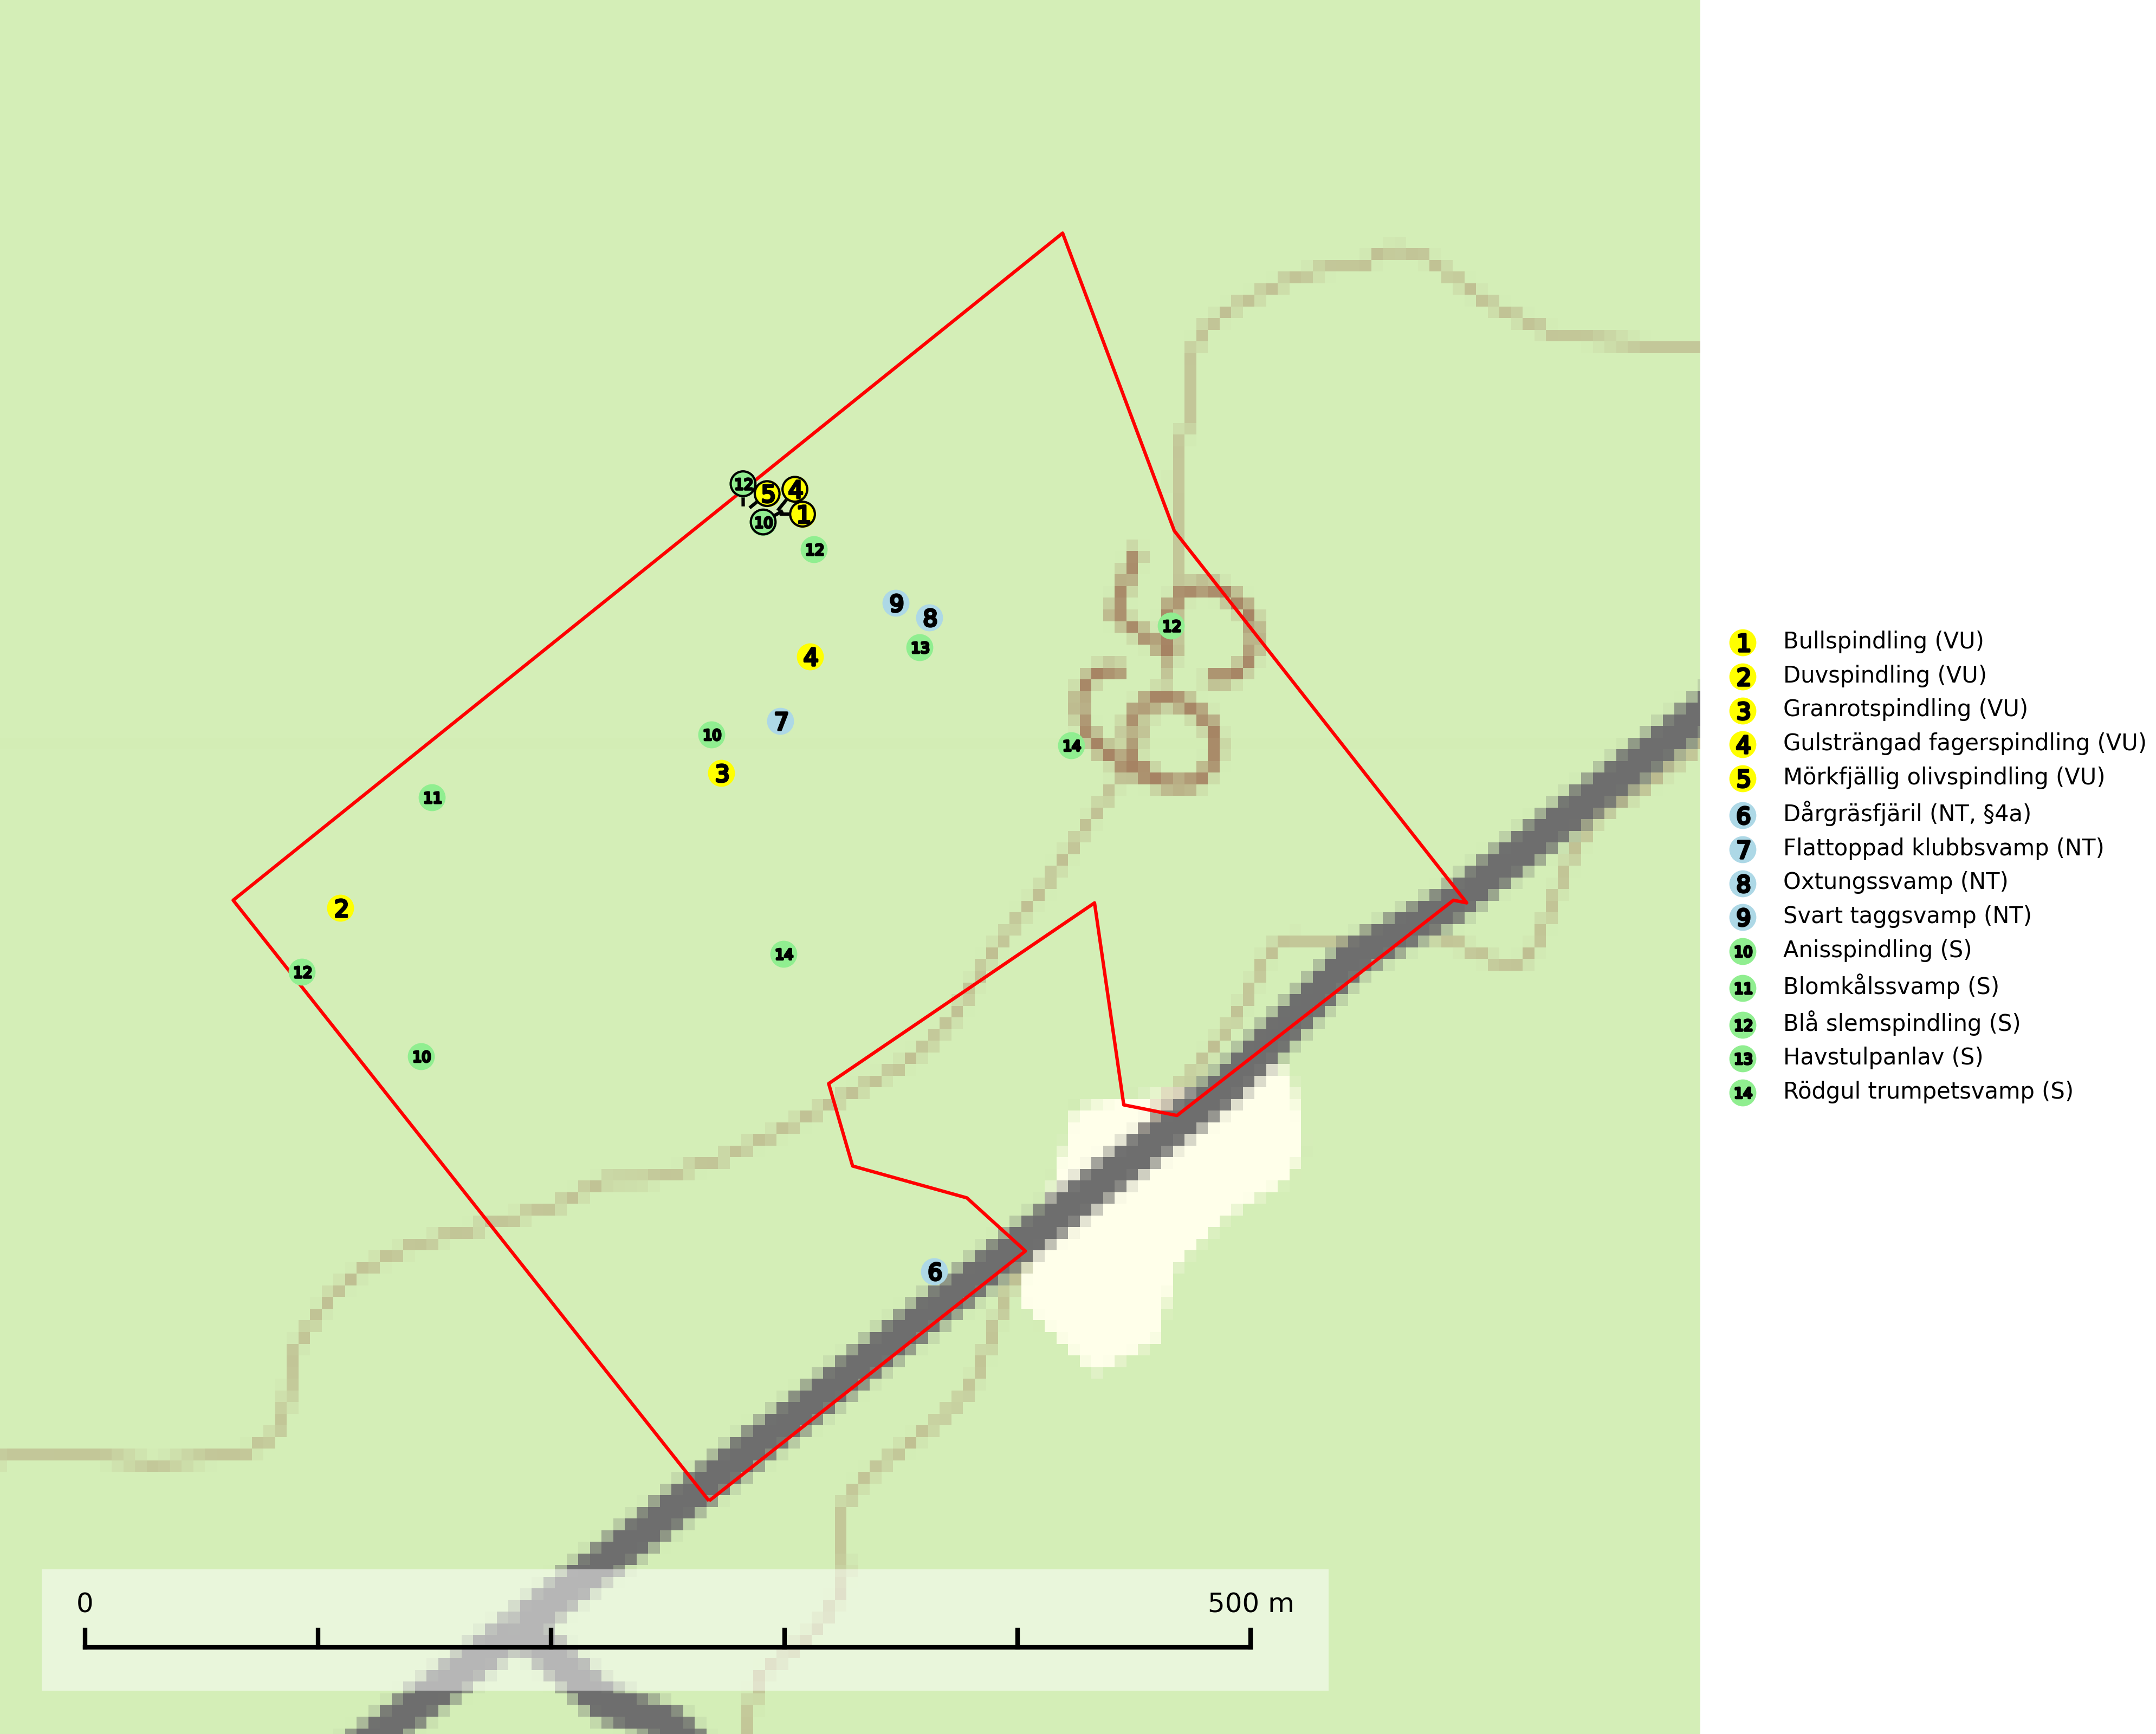 12
5
4
10
1
12
9
8
12
13
4
7
10
14
3
11
2
14
12
10
6
0
500 m
1 Bullspindling (VU)
2 Duvspindling (VU)
3 Granrotspindling (VU)
4 Gulsträngad fagerspindling (VU)
5 Mörkfjällig olivspindling (VU)
6 Dårgräsfjäril (NT, §4a)
7 Flattoppad klubbsvamp (NT)
8 Oxtungssvamp (NT)
9 Svart taggsvamp (NT)
10 Anisspindling (S)
11 Blomkålssvamp (S)
12 Blå slemspindling (S)
13 Havstulpanlav (S)
14 Rödgul trumpetsvamp (S)